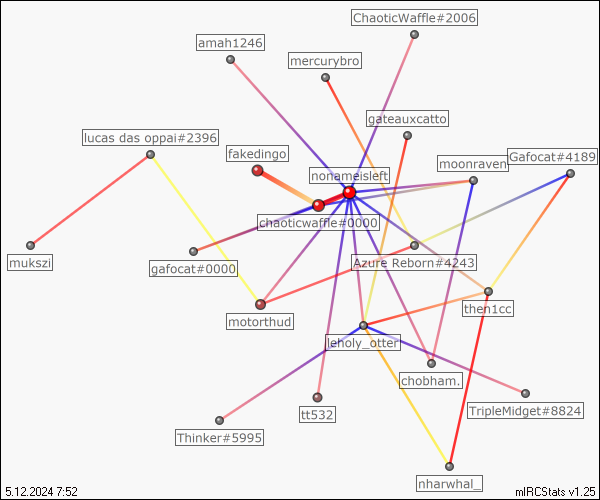 ChaoticWaffle#2006
amah1246
mercurybro
gateauxcatto
lucas das oppai#2396
fakedingo
moonraven
Gafocat#4189
nonameisleft
chaoticwaffle#0000
mukszi
gafocat#0000
Azure Reborn#4243
motorthud
then1cc
leholy_otter
chobham.
tt532
TripleMidget#8824
Thinker#5995
nharwhal_
5.12.2024 7:52
mIRCStats v1.25